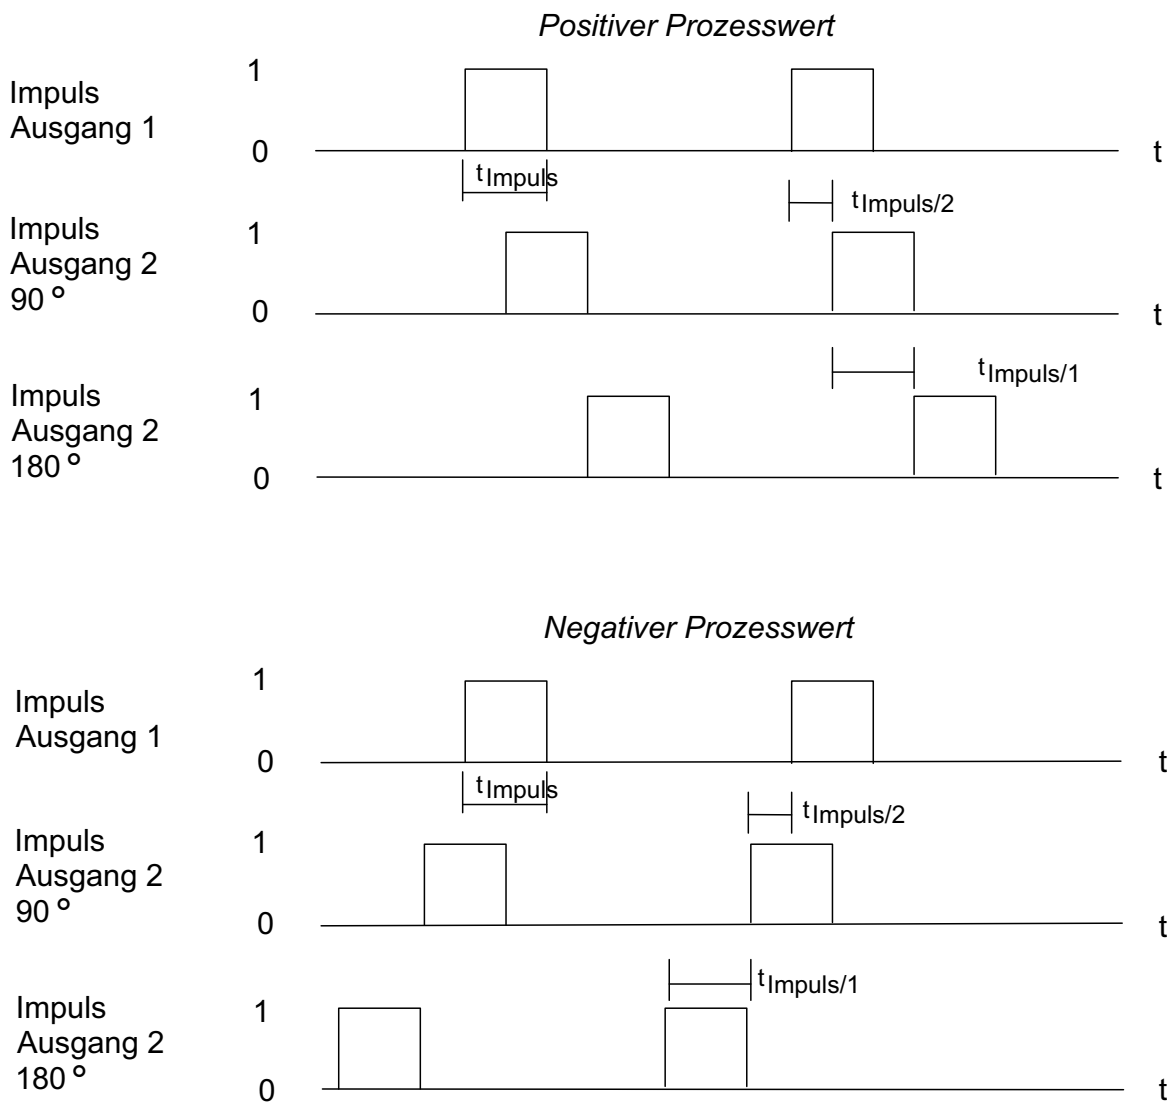 Positiver Prozesswert
1
Impuls
Ausgang 1
0
t
t Impuls
t Impuls/2
Impuls
Ausgang 2
90 °
1
0
t
t Impuls/1
Impuls
Ausgang 2
180 °
1
0
t
Negativer Prozesswert
1
Impuls
Ausgang 1
0
t
t Impuls
t Impuls/2
Impuls
Ausgang 2
90 °
1
0
t
t Impuls/1
Impuls
Ausgang 2
180 °
1
0
t